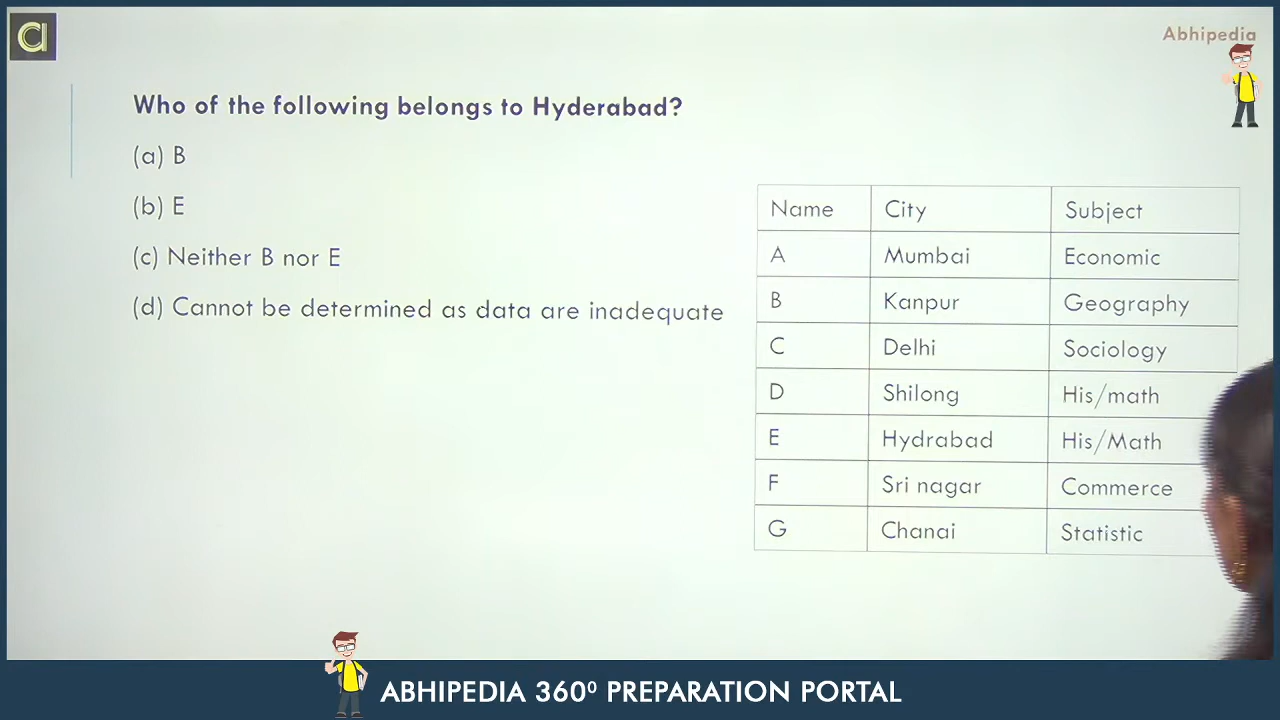 Abhipedia
Who of the following belongs to Hyderabad?
(a) B
(b) E
(c) Neither B nor E
(d) Cannot be determined as data are inadequate
Name City Subject
A Mumbai Economic
B Kanpur Geography
C Delhi Sociology
D Shilong His/math
E Hydrabad His/Math
F Sri nagar Commerce
G Chanai Statistic
ABHIPEDIA 360⁰ PREPARATION PORTAL